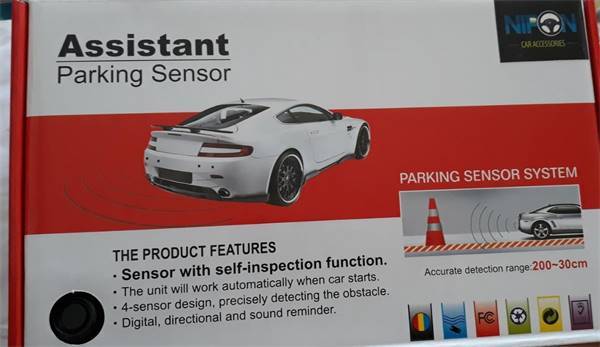 Assistant
Parking Sensor
NIPON
CAR ACCESSORIES
PARKING SENSOR SYSTEM
Accurate detection range: 200~30cm
THE PRODUCT FEATURES
· Sensor with self-inspection function.
· The unit will work automatically when car starts.
· 4-sensor design, precisely detecting the obstacle.
· Digital, directional and sound reminder.
FC